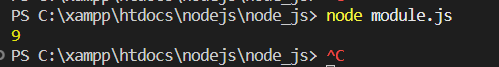 PS C:\xampp\htdocs\nodejs\node_js> node module.js
9
PS C:\xampp\htdocs\nodejs\node_js> ^C